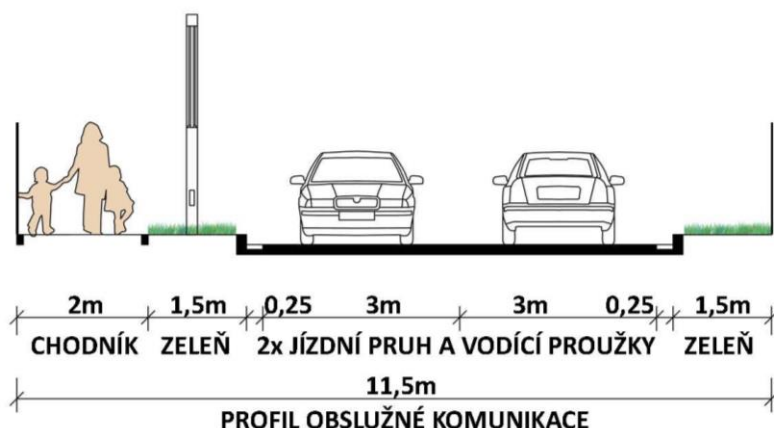 2m 1,5m 0,25 3m 3m 0,25 1,5m
CHODNÍK ZELEŇ 2x JÍZDNÍ PRUH A VODÍCÍ PROUŽKY ZELEŇ
11,5m
PROFIL OBSLUŽNÉ KOMUNIKACE